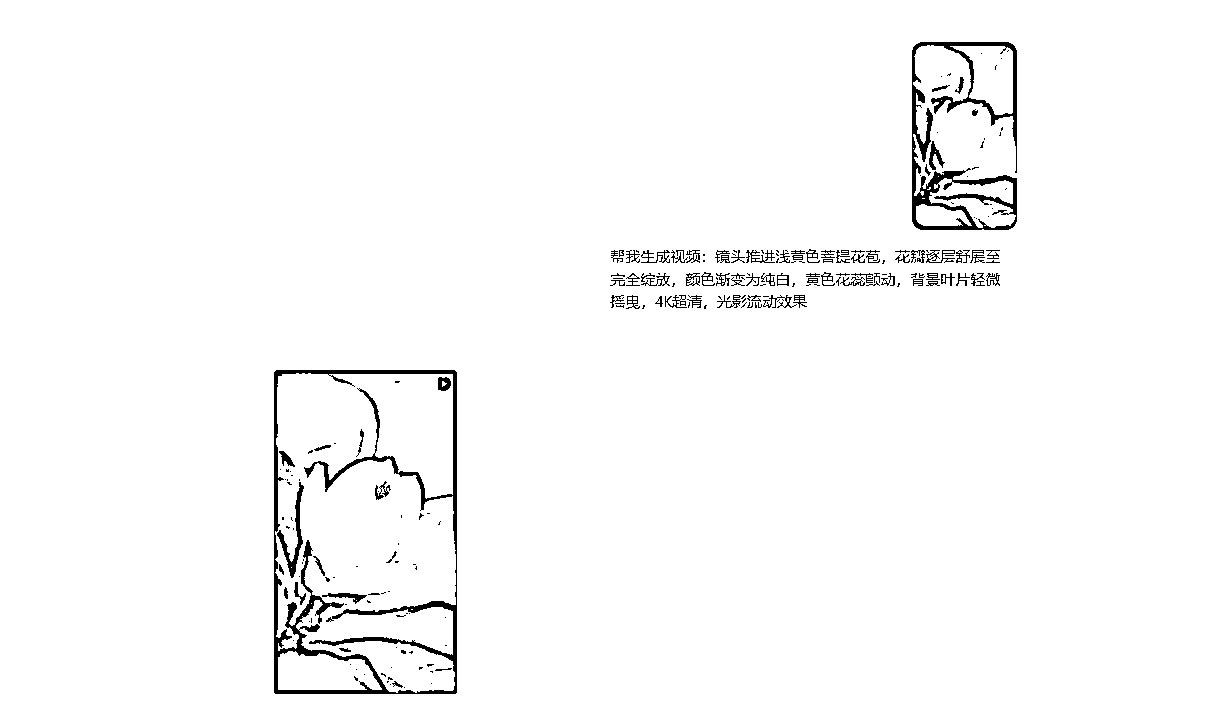 帮我生成视频：镜头推进浅黄色菩提花苞，花瓣逐层舒展至
完全绽放，颜色渐变为纯白，黄色花蕊颤动，背景叶片轻微
摇曳，4K超清，光影流动效果